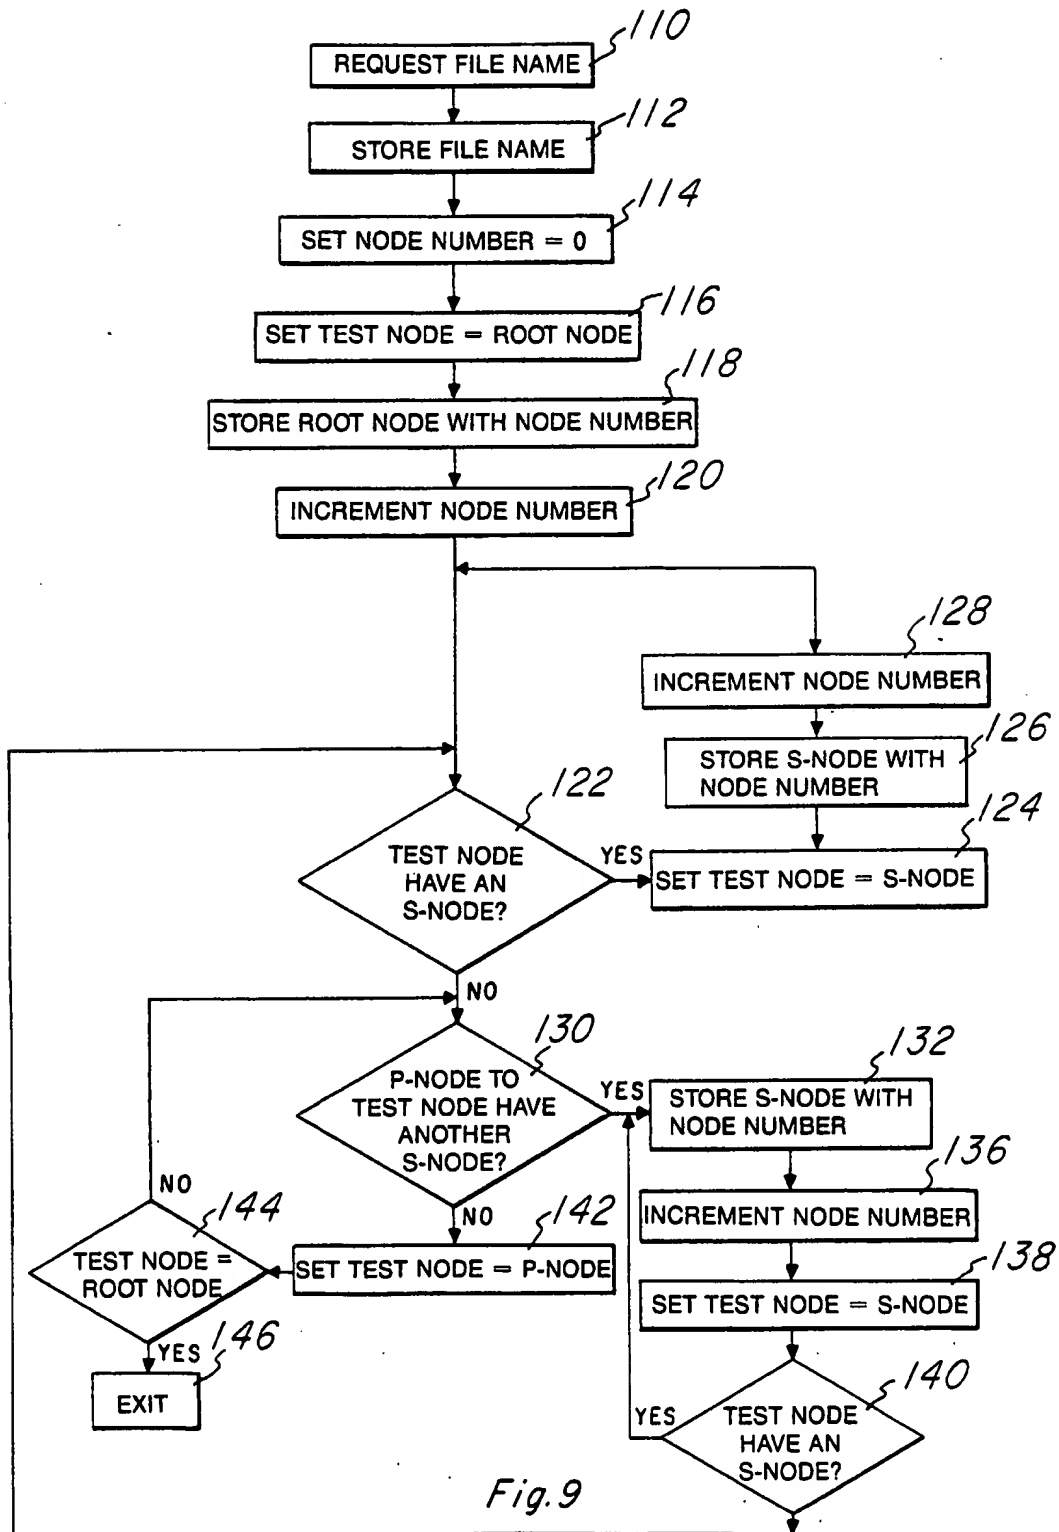 110
REQUEST FILE NAME
112
STORE FILE NAME
114
SET NODE NUMBER = 0
116
SET TEST NODE = ROOT NODE
118
STORE ROOT NODE WITH NODE NUMBER
120
INCREMENT NODE NUMBER
128
INCREMENT NODE NUMBER
126
STORE S-NODE WITH
NODE NUMBER
124
SET TEST NODE = S-NODE
122
TEST NODE
HAVE AN
S-NODE?
YES
NO
130
P-NODE TO
TEST NODE HAVE
ANOTHER
S-NODE?
YES
NO
132
STORE S-NODE WITH
NODE NUMBER
136
INCREMENT NODE NUMBER
138
SET TEST NODE = S-NODE
140
TEST NODE
HAVE AN
S-NODE?
YES
142
SET TEST NODE = P-NODE
144
TEST NODE =
ROOT NODE
NO
YES
146
EXIT
Fig.9